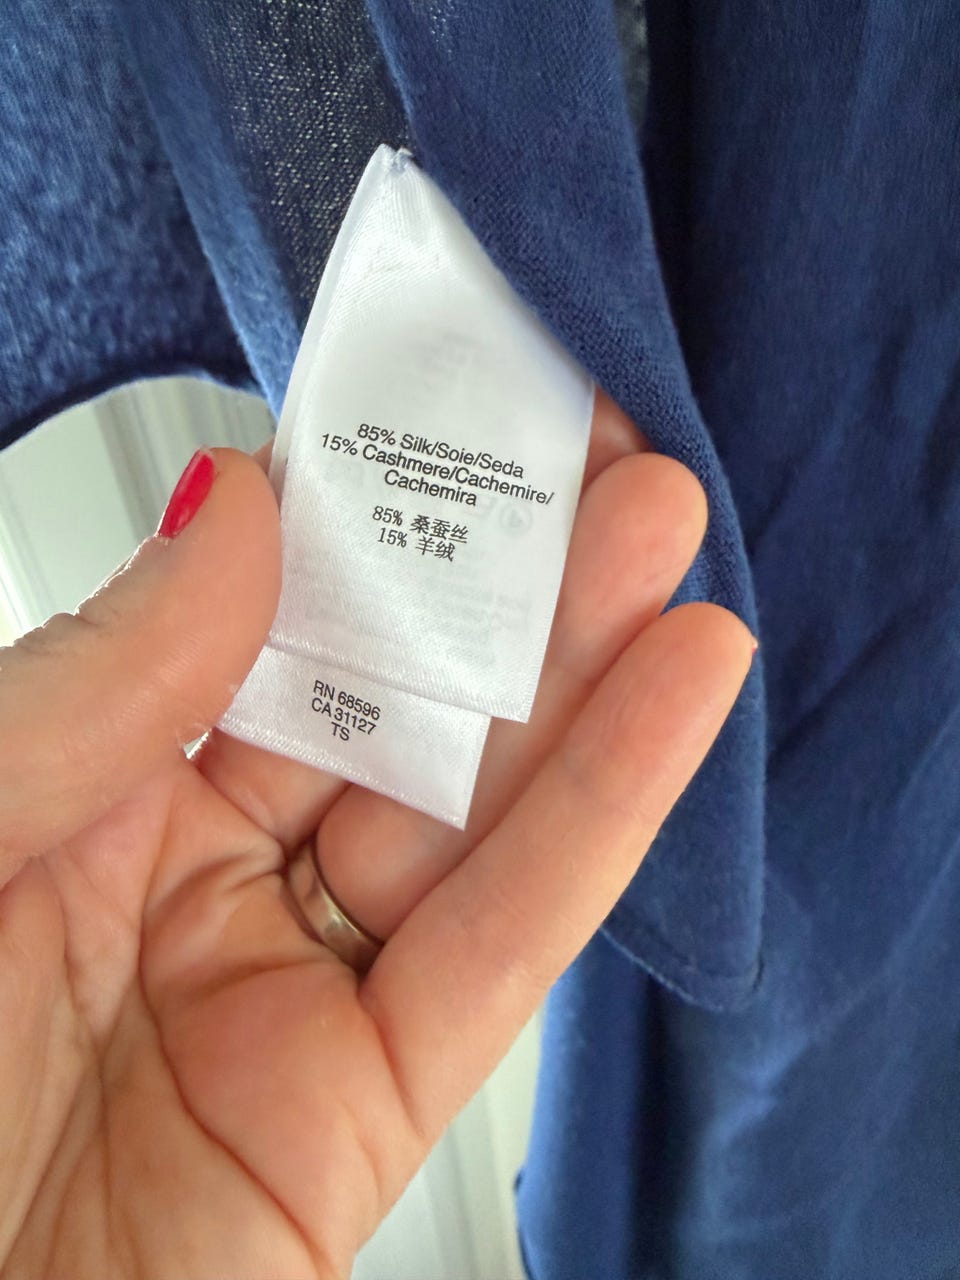 85% Silk/Soie/Seda
15% Cashmere/Cachemire/
Cachemira
85% 桑蚕丝
15% 羊绒
RN 68596
CA 31127
TS